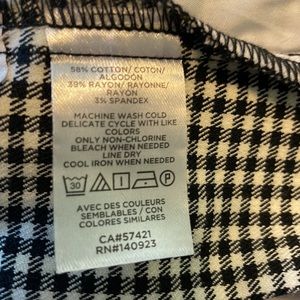 58% COTTON/ COTON/
ALGODON
39% RAYON/ RAYONNE/
RAYON
3% SPANDEX
MACHINE WASH COLD
DELICATE CYCLE WITH LIKE
COLORS
ONLY NON-CHLORINE
BLEACH WHEN NEEDED
LINE DRY
COOL IRON WHEN NEEDED
30 P
AVEC DES COULEURS
SEMBLABLES / CON
COLORES SIMILARES
CA#57421
RN#140923